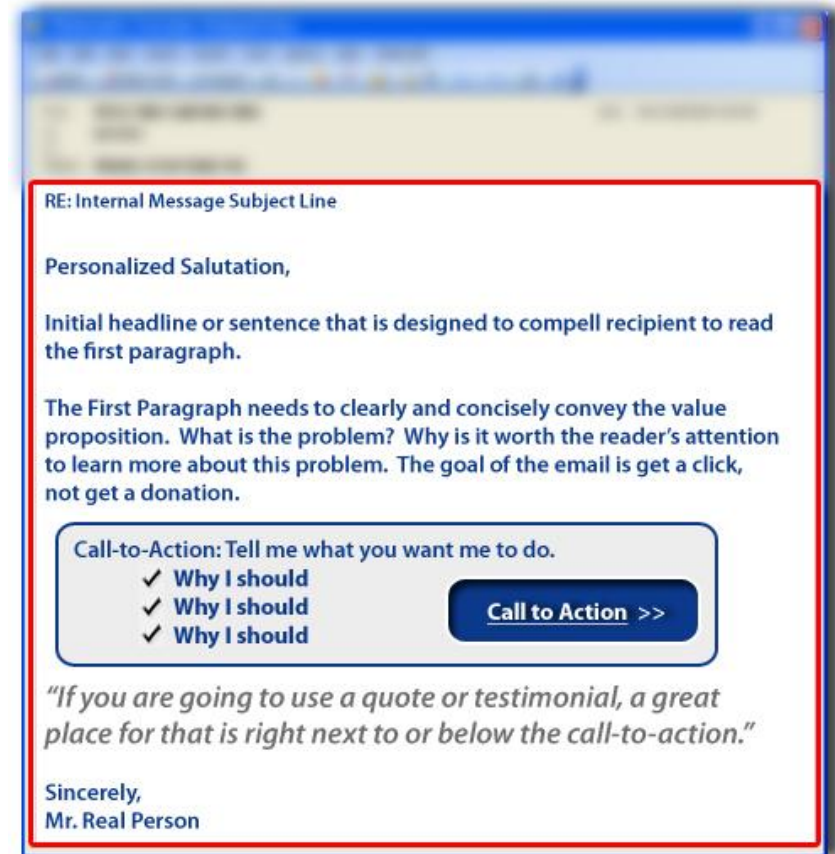 RE: Internal Message Subject Line
Personalized Salutation,
Initial headline or sentence that is designed to compell recipient to read
the first paragraph.
The First Paragraph needs to clearly and concisely convey the value
proposition.  What is the problem?  Why is it worth the reader's attention
to learn more about this problem.  The goal of the email is get a click,
not get a donation.
Call-to-Action: Tell me what you want me to do.
✓ Why I should
✓ Why I should
✓ Why I should
Call to Action >>
“If you are going to use a quote or testimonial, a great
place for that is right next to or below the call-to-action.”
Sincerely,
Mr. Real Person